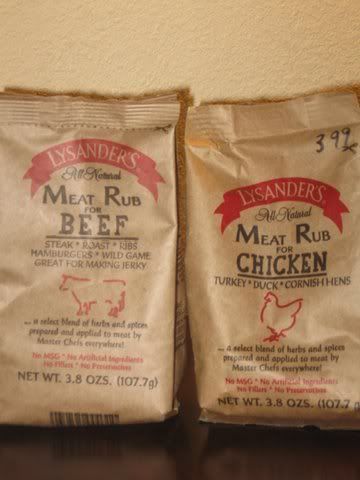 LYSANDER'S
All Natural
MEAT RUB
FOR
BEEF
STEAK * ROAST * RIBS
HAMBURGERS * WILD GAME
GREAT FOR MAKING JERKY
... a select blend of herbs and spices
prepared and applied to meat by
Master Chefs everywhere!
No MSG * No Artificial Ingredients
No Fillers * No Preservatives
NET WT. 3.8 OZS. (107.7g)
3.99
LYSANDER'S
All Natural
MEAT RUB
FOR
CHICKEN
TURKEY * DUCK * CORNISH HENS
... a select blend of herbs and spices
prepared and applied to meat by
Master Chefs everywhere!
No MSG * No Artificial Ingredients
No Fillers * No Preservatives
NET WT. 3.8 OZS. (107.7